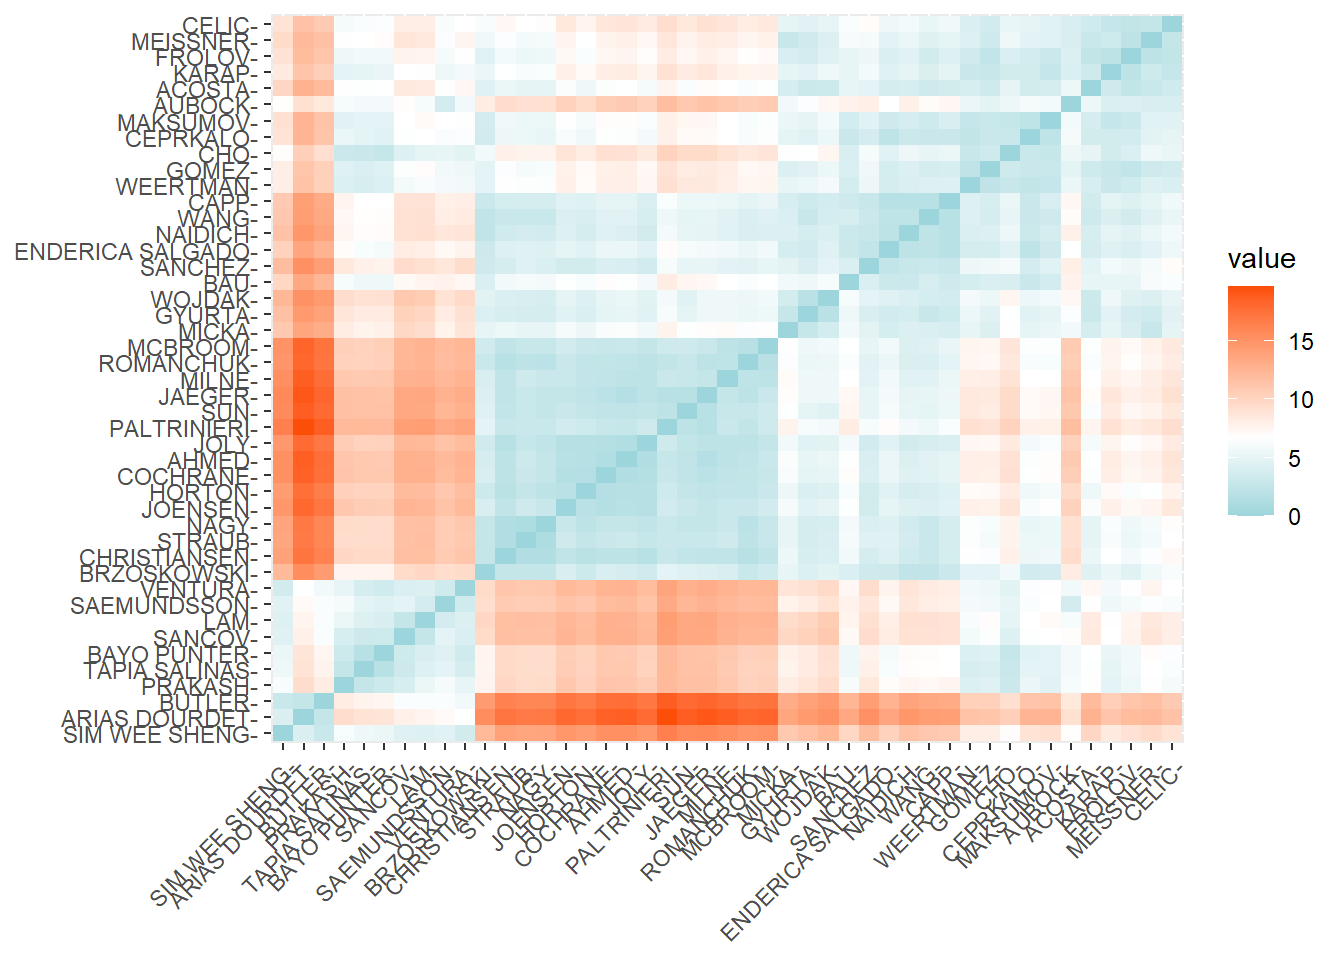 CELIC-
MEISSNER-
FROLOV-
KARAP-
ACOSTA-
AUBOCK-
MAKSUMOV-
CEPRKALO-
CHO-
GOMEZ-
WEERTMAN-
CAPP-
WANG-
NAIDICH-
ENDERICA SALGADO-
SANCHEZ-
BAU-
WOJDAK-
GYURTA-
MICKA-
MCBROOM-
ROMANCHUK-
MILNE-
JAEGER-
SUN-
PALTRINIERI-
JOLY-
AHMED-
COCHRANE-
HORTON-
JOENSEN-
NAGY-
STRAUB-
CHRISTIANSEN-
BRZOSKOWSKI-
VENTURA-
SAEMUNDSSON-
LAM-
SANCOV-
BAYO PUNTER-
TAPIA SALINAS-
PRAKASH-
BUTLER-
ARIAS DOURDET-
SIM WEE SHENG-
SIM WEE SHENG-
ARIAS DOURDET-
BUTLER-
PRAKASH-
TAPIA SALINAS-
BAYO PUNTER-
SANCOV-
LAM-
SAEMUNDSSON-
VENTURA-
BRZOSKOWSKI-
CHRISTIANSEN-
STRAUB-
NAGY-
JOENSEN-
HORTON-
COCHRANE-
AHMED-
JOLY-
PALTRINIERI-
SUN-
JAEGER-
MILNE-
ROMANCHUK-
MCBROOM-
MICKA-
GYURTA-
WOJDAK-
BAU-
SANCHEZ-
ENDERICA SALGADO-
NAIDICH-
WANG-
CAPP-
WEERTMAN-
GOMEZ-
CHO-
CEPRKALO-
MAKSUMOV-
AUBOCK-
ACOSTA-
KARAP-
FROLOV-
MEISSNER-
CELIC-
value
15
10
5
0